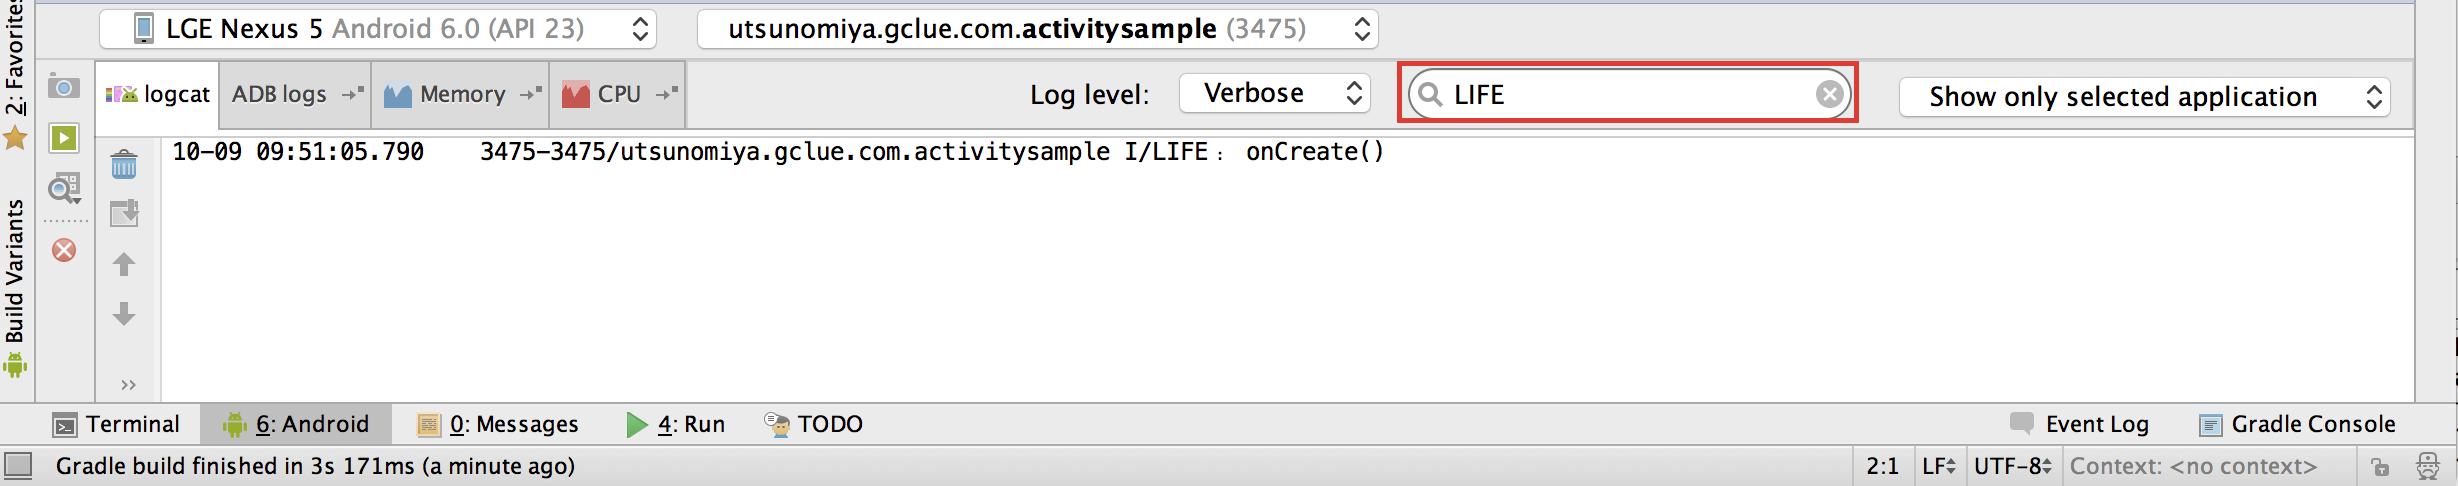 2: Favorites
Build Variants
LGE Nexus 5 Android 6.0 (API 23)
utsunomiya.gclue.com.activitysample (3475)
logcat
ADB logs
Memory
CPU
Log level:
Verbose
LIFE
Show only selected application
10-09 09:51:05.790 3475-3475/utsunomiya.gclue.com.activitysample I/LIFE﹕ onCreate()
Terminal
6: Android
0: Messages
4: Run
TODO
Event Log
Gradle Console
Gradle build finished in 3s 171ms (a minute ago)
2:1
LF
UTF-8
Context: <no context>